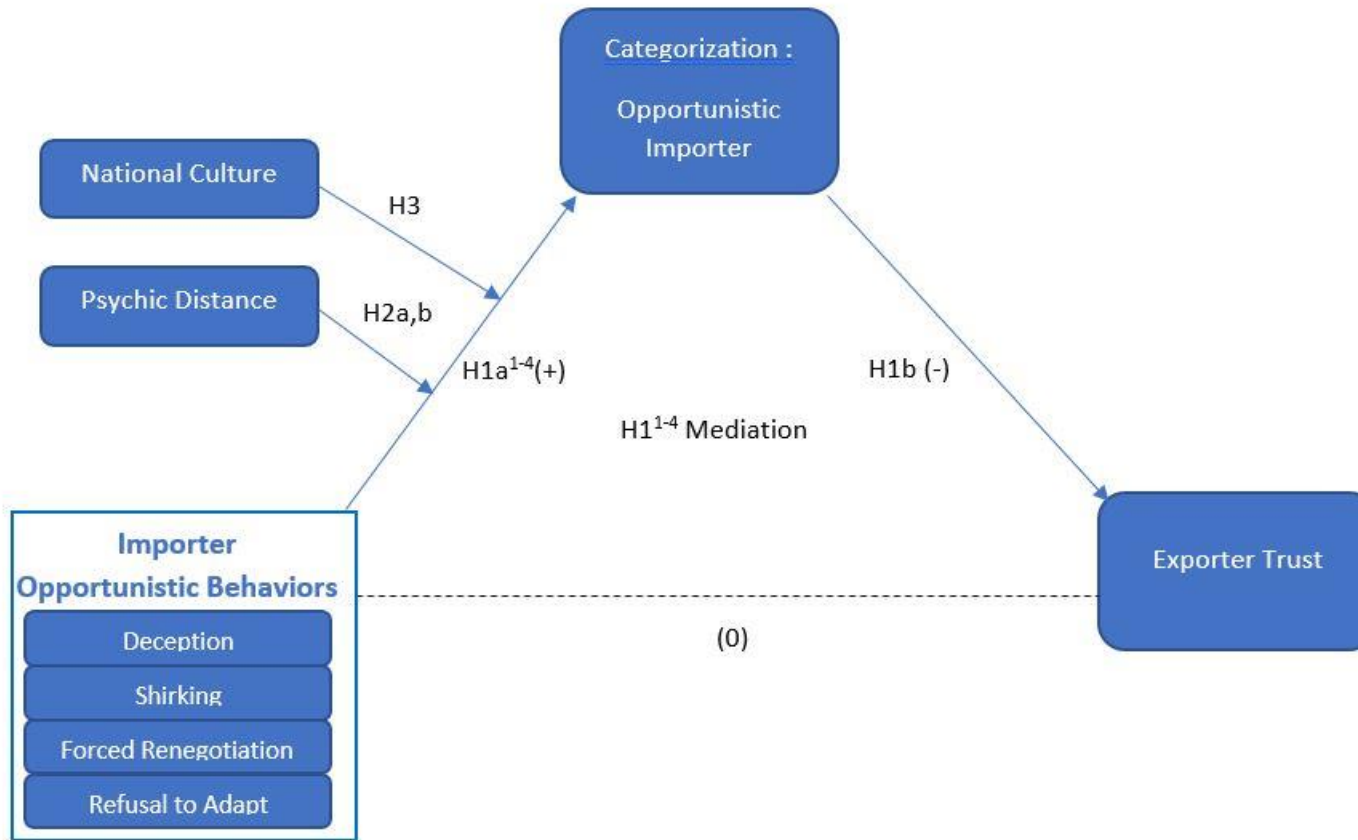 Categorization :
Opportunistic
Importer
National Culture
H3
Psychic Distance
H2a,b
H1a¹⁻⁴(+)
H1b (-)
H1¹⁻⁴ Mediation
Importer
Opportunistic Behaviors
Deception
Shirking
Forced Renegotiation
Refusal to Adapt
Exporter Trust
(0)